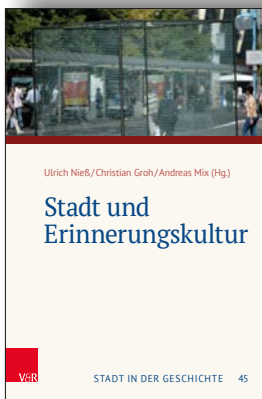 Ulrich Nieß/Christian Groh/Andreas Mix (Hg.)
Stadt und
Erinnerungskultur
V&R
STADT IN DER GESCHICHTE 45